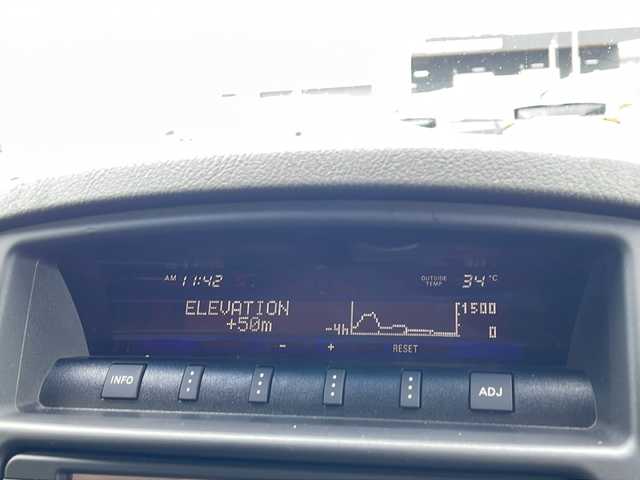 AM 11:42
OUTSIDE TEMP 34°C
ELEVATION
+50m
-4h
1500
0
- + RESET
INFO
ADJ